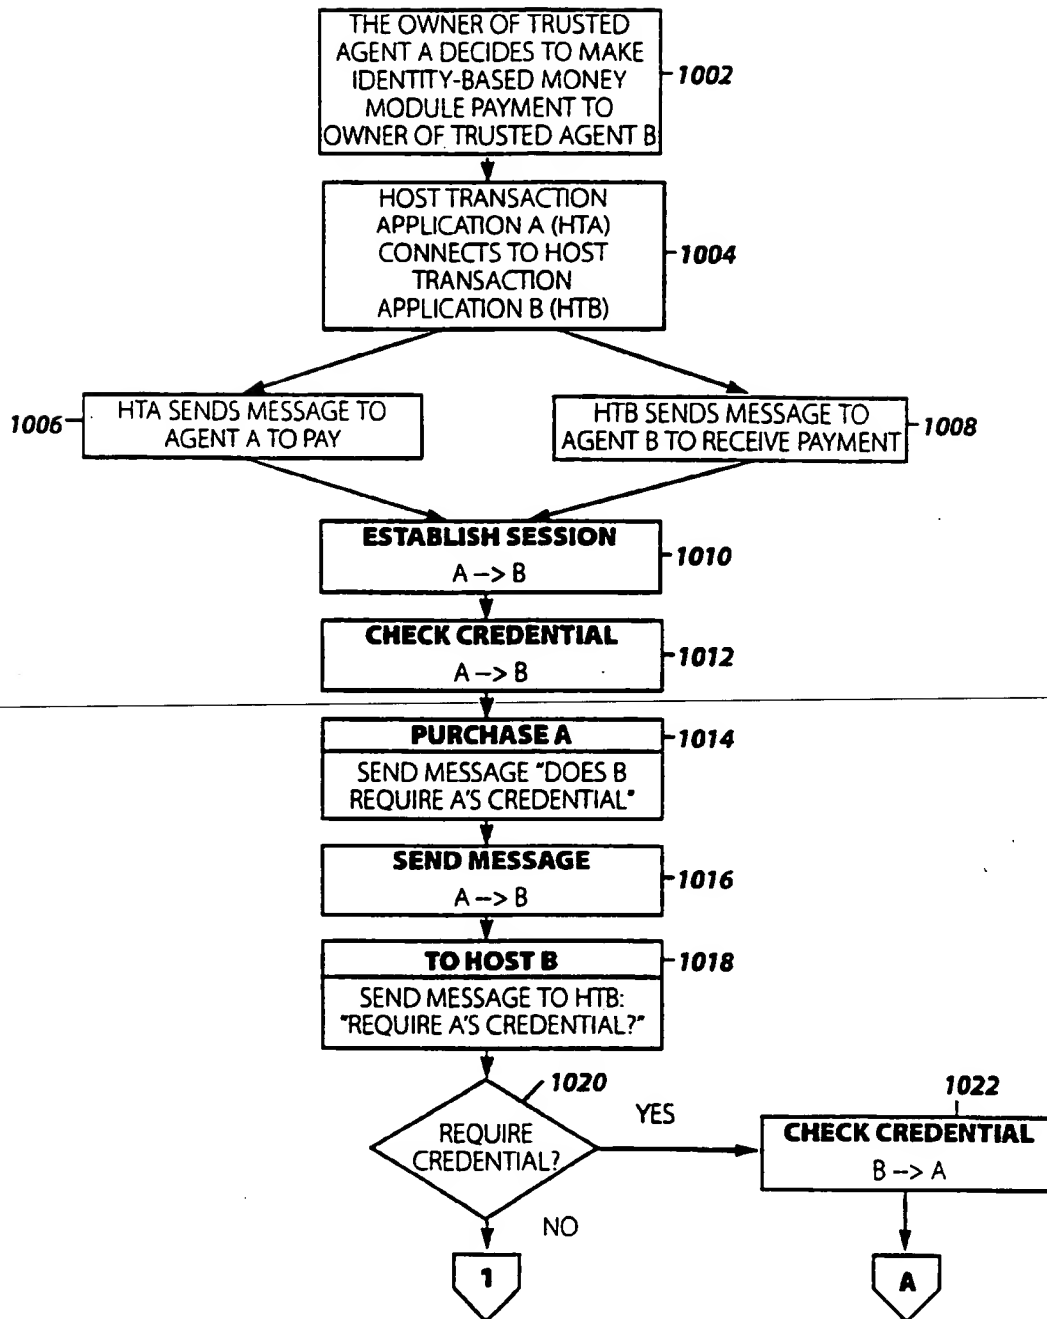 THE OWNER OF TRUSTED
AGENT A DECIDES TO MAKE
IDENTITY-BASED MONEY
MODULE PAYMENT TO
OWNER OF TRUSTED AGENT B
1002
HOST TRANSACTION
APPLICATION A (HTA)
CONNECTS TO HOST
TRANSACTION
APPLICATION B (HTB)
1004
1006
HTA SENDS MESSAGE TO
AGENT A TO PAY
HTB SENDS MESSAGE TO
AGENT B TO RECEIVE PAYMENT
1008
ESTABLISH SESSION
A --> B
1010
CHECK CREDENTIAL
A --> B
1012
PURCHASE A
1014
SEND MESSAGE "DOES B
REQUIRE A'S CREDENTIAL"
SEND MESSAGE
A --> B
1016
TO HOST B
1018
SEND MESSAGE TO HTB:
"REQUIRE A'S CREDENTIAL?"
1020
REQUIRE
CREDENTIAL?
YES
1022
CHECK CREDENTIAL
B --> A
NO
1
A